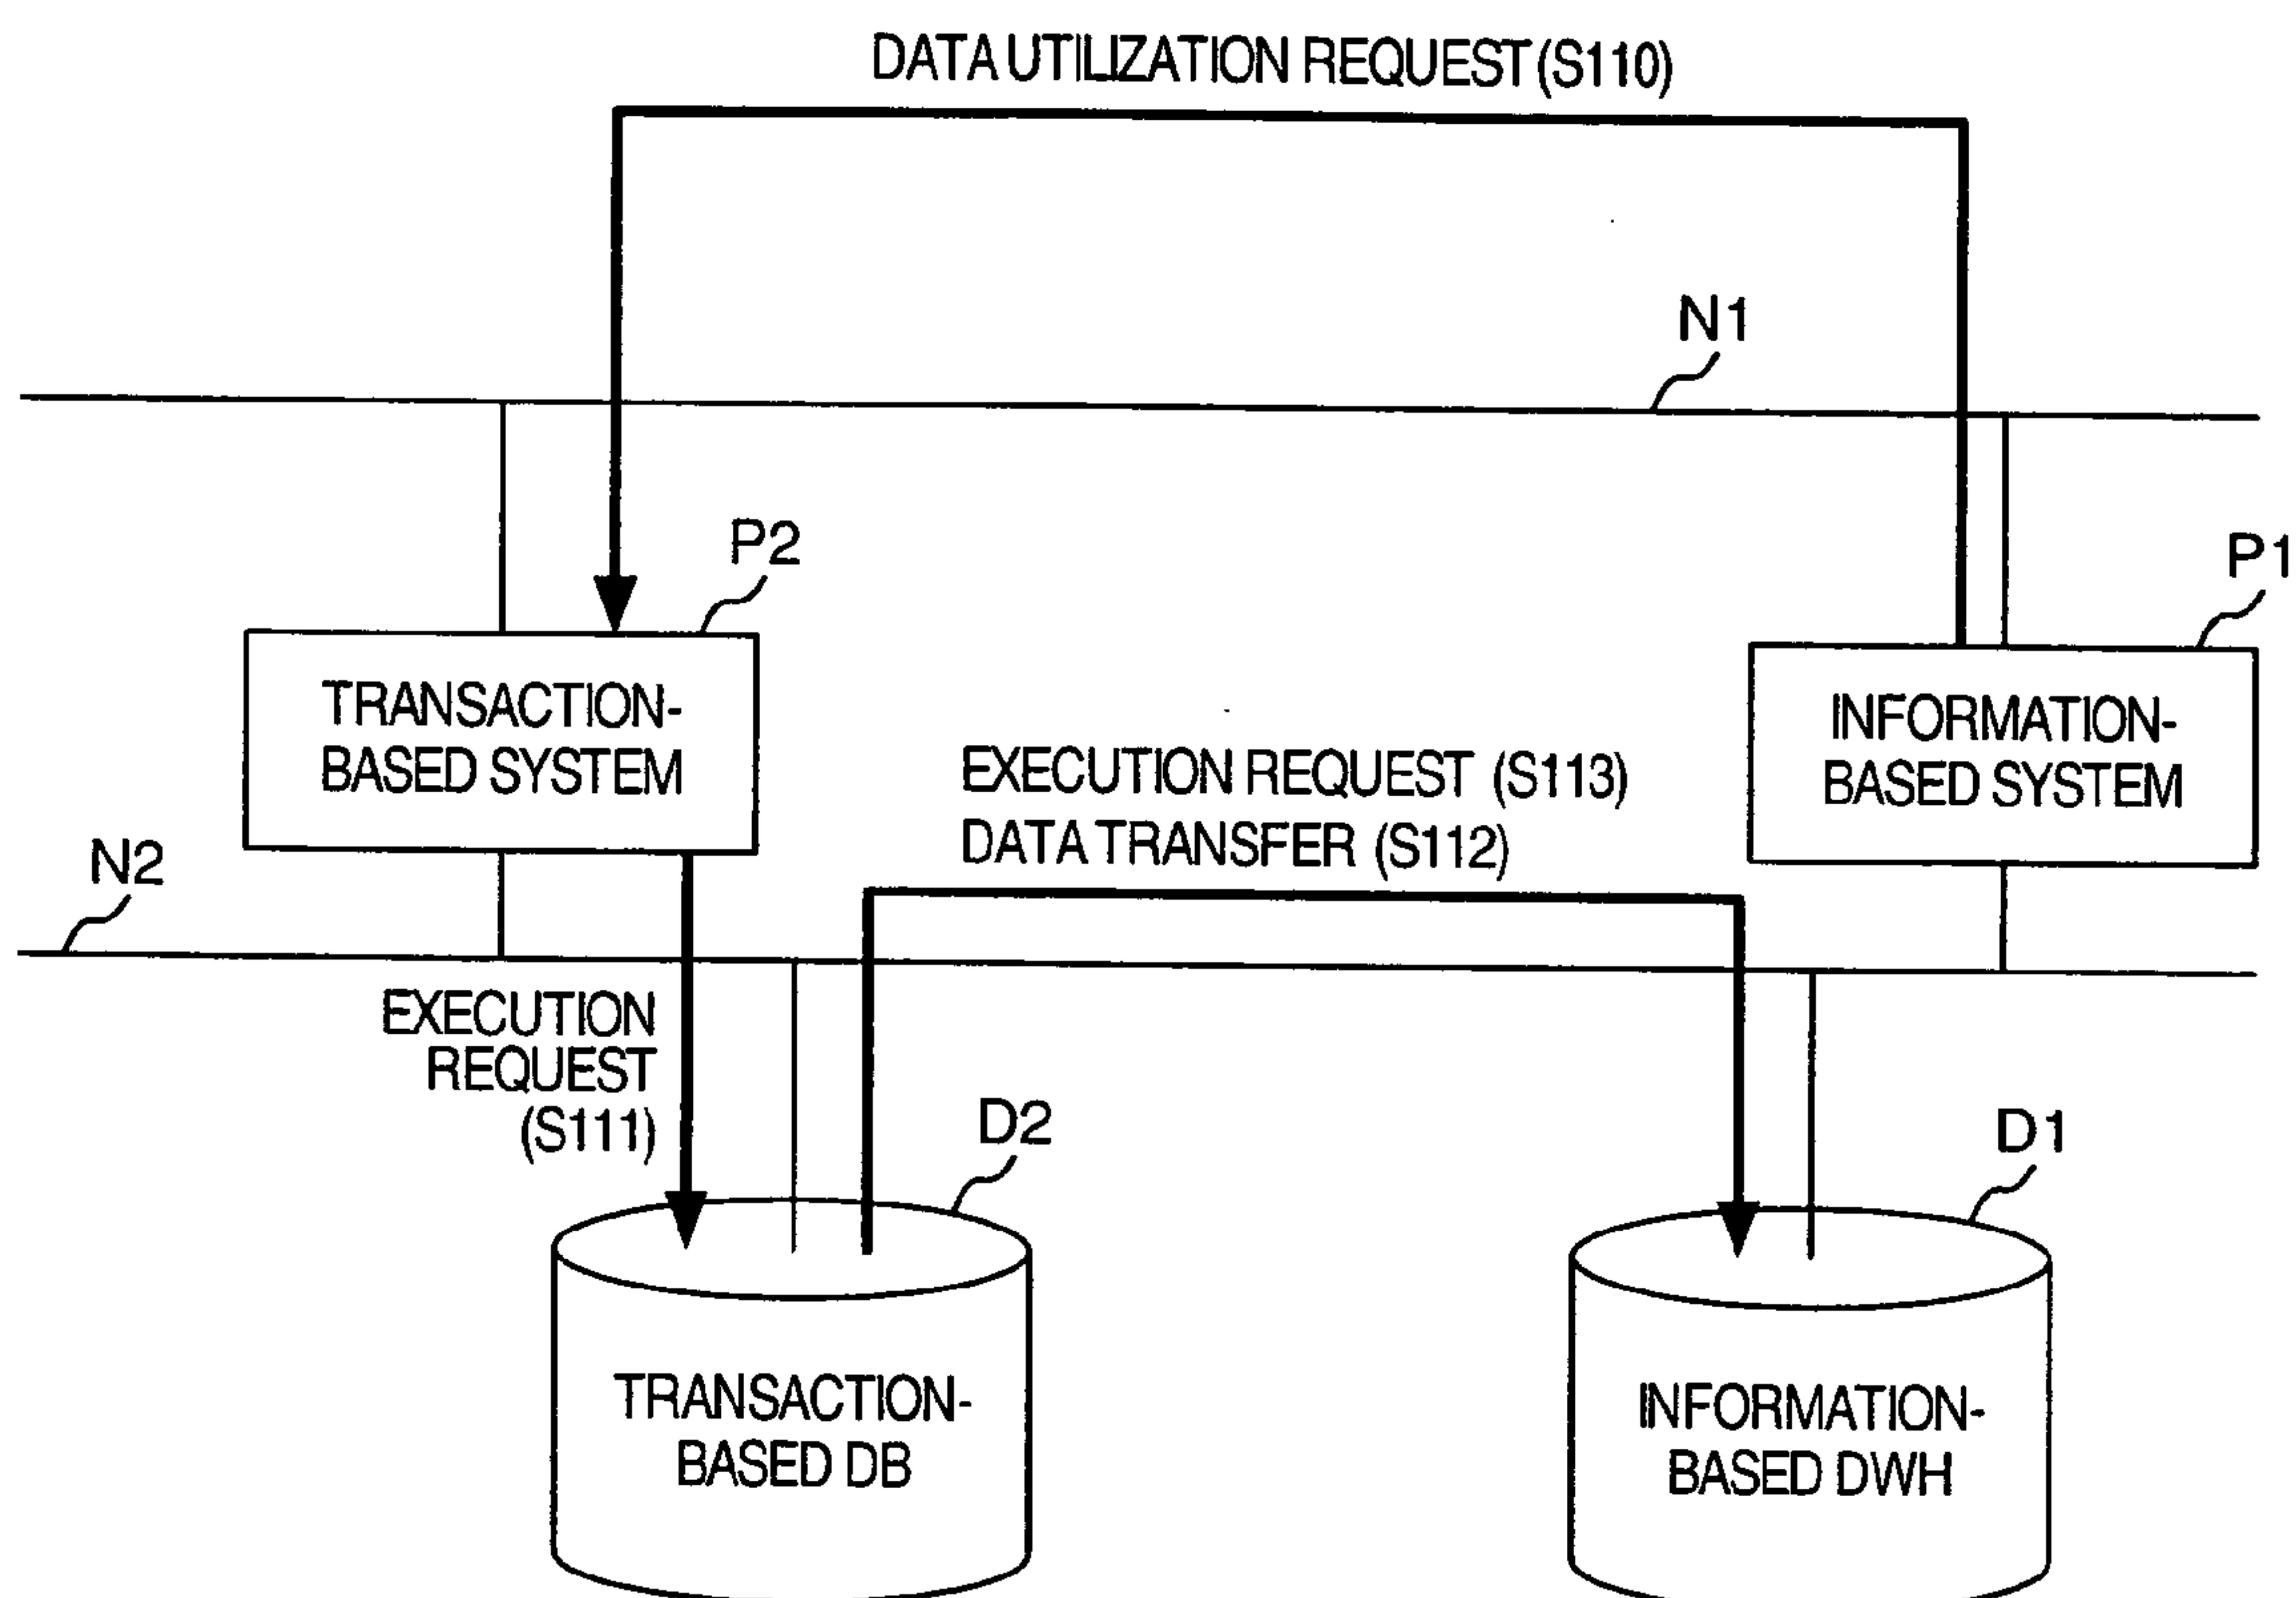 DATA UTILIZATION REQUEST (S110)
N1
P2
P1
TRANSACTION-
BASED SYSTEM
INFORMATION-
BASED SYSTEM
EXECUTION REQUEST (S113)
DATA TRANSFER (S112)
N2
EXECUTION
REQUEST
(S111)
D2
D1
TRANSACTION-
BASED DB
INFORMATION-
BASED DWH